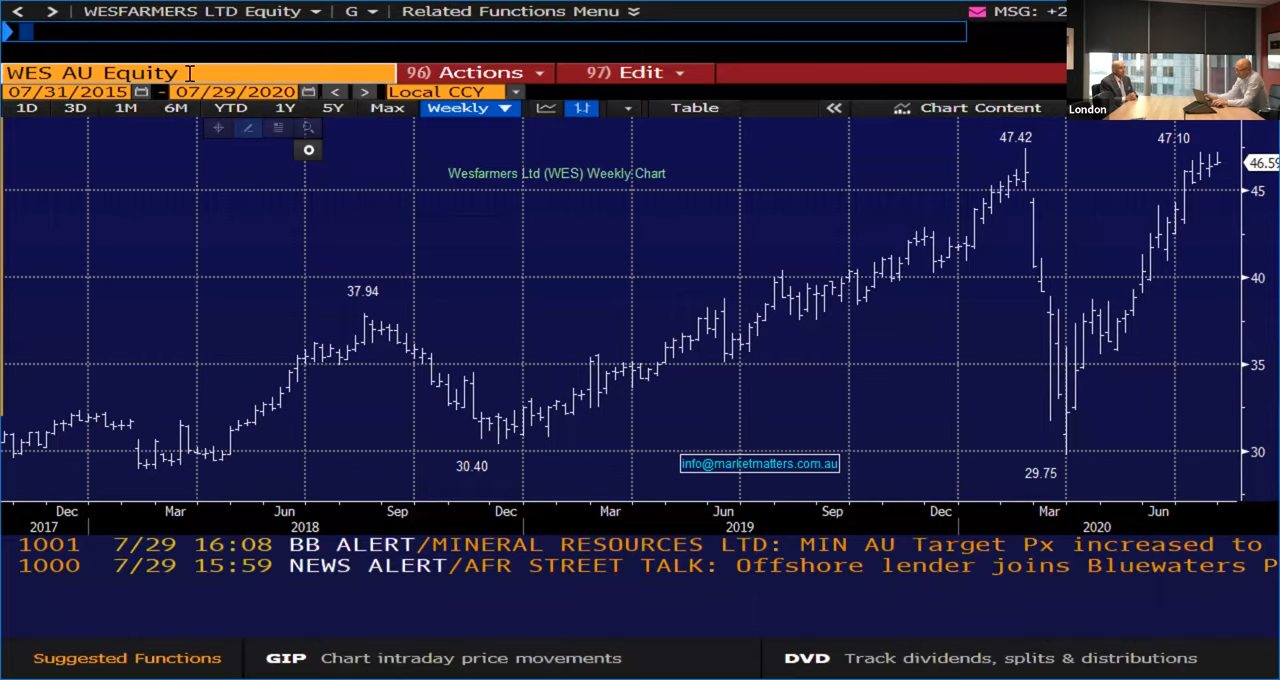 < > WESFARMERS LTD Equity G Related Functions Menu MSG: +2
WES AU Equity 96) Actions 97) Edit
07/31/2015 - 07/29/2020 < > Local CCY
1D 3D 1M 6M YTD 1Y 5Y Max Weekly Table Chart Content
London
47.42 47.10
Wesfarmers Ltd (WES) Weekly Chart
46.59
45
40
37.94
35
info@marketmatters.com.au
30.40
30
29.75
Dec Mar Jun Sep Dec Mar Jun Sep Dec Mar Jun
2017 2018 2019 2020
1001 7/29 16:08 BB ALERT/MINERAL RESOURCES LTD: MIN AU Target Px increased to
1000 7/29 15:59 NEWS ALERT/AFR STREET TALK: Offshore lender joins Bluewaters P
Suggested Functions GIP Chart intraday price movements DVD Track dividends, splits & distributions